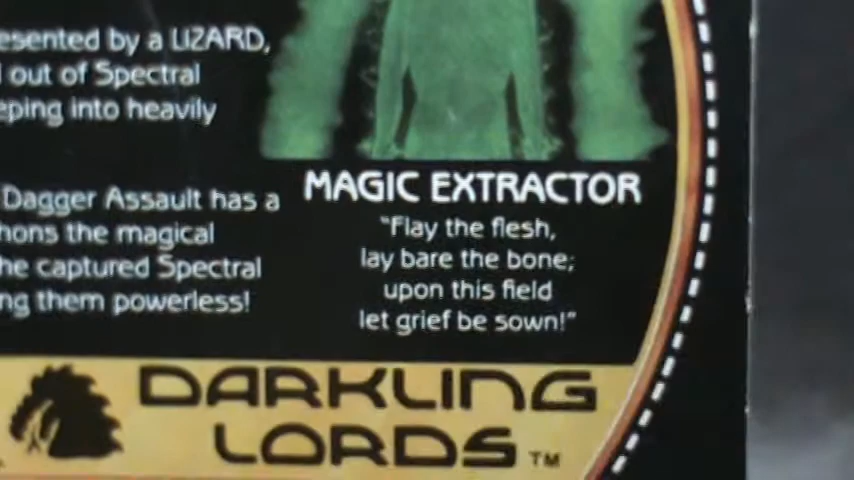 esented by a LIZARD,
out of Spectral
eping into heavily
Dagger Assault has a
hons the magical
he captured Spectral
ng them powerless!
MAGIC EXTRACTOR
"Flay the flesh,
lay bare the bone;
upon this field
let grief be sown!"
DARKLING
LORDS TM